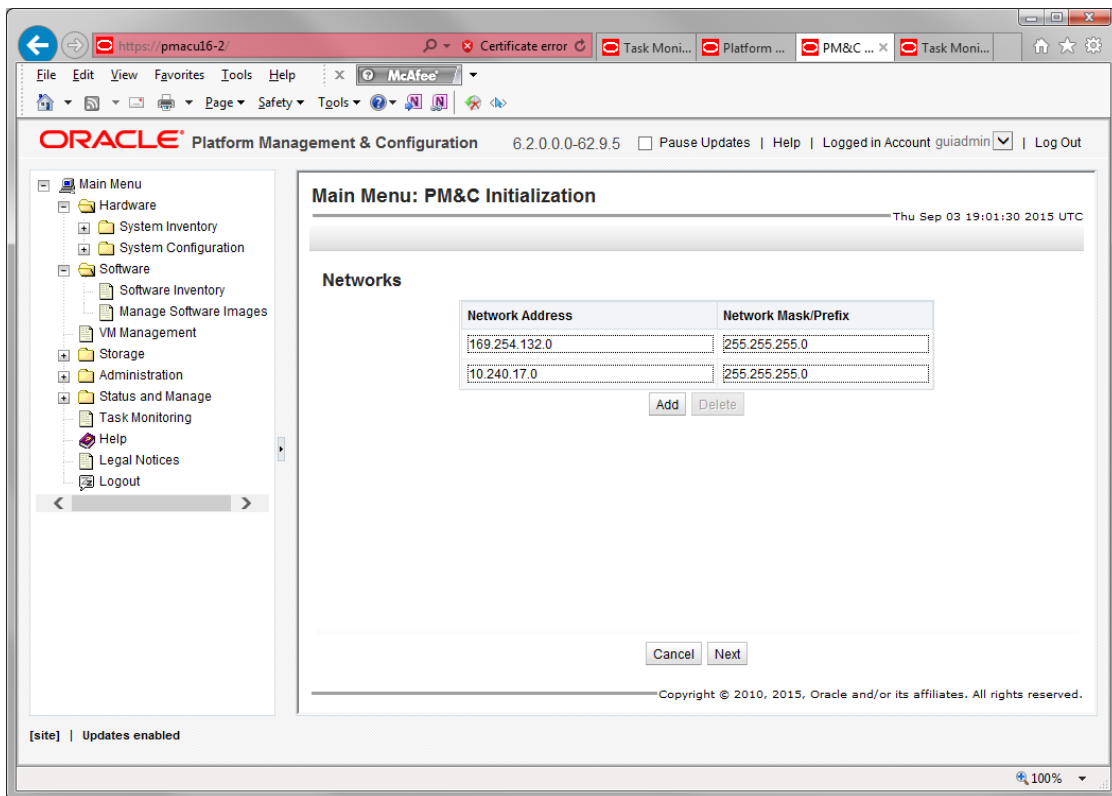 https://pmacu16-2/
Certificate error
Task Moni...
Platform ...
PM&C ...
Task Moni...
File Edit View Favorites Tools Help
McAfee
Page Safety Tools
ORACLE Platform Management & Configuration 6.2.0.0.0-62.9.5 Pause Updates | Help | Logged in Account guiadmin | Log Out
Main Menu
Hardware
System Inventory
System Configuration
Software
Software Inventory
Manage Software Images
VM Management
Storage
Administration
Status and Manage
Task Monitoring
Help
Legal Notices
Logout
Main Menu: PM&C Initialization
Thu Sep 03 19:01:30 2015 UTC
Networks
Network Address Network Mask/Prefix
169.254.132.0 255.255.255.0
10.240.17.0 255.255.255.0
Add Delete
Cancel Next
Copyright © 2010, 2015, Oracle and/or its affiliates. All rights reserved.
[site] | Updates enabled
100%